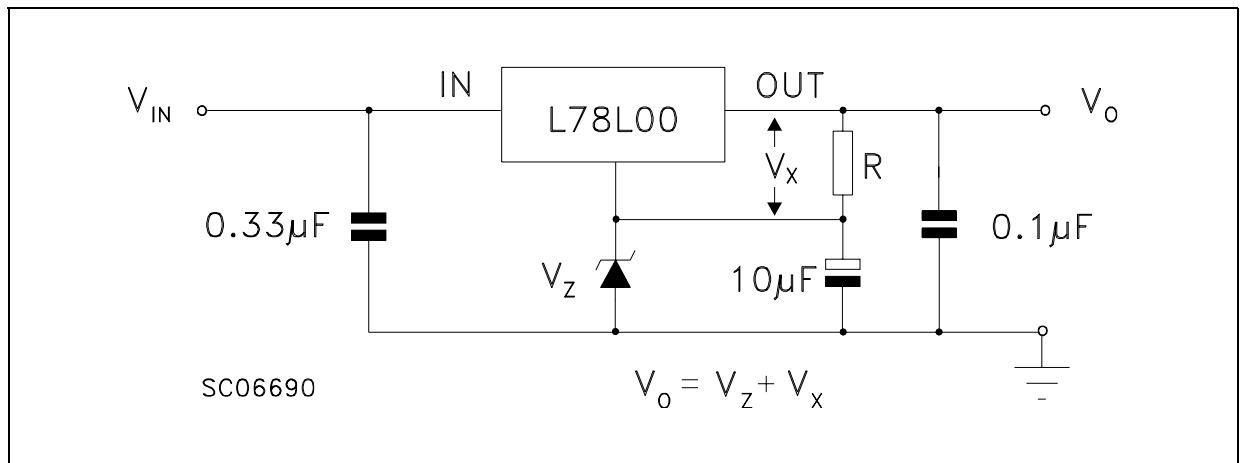 IN
OUT
V_IN
L78L00
V_O
V_X
R
0.33µF
0.1µF
V_Z
10µF
SC06690
V_O = V_Z + V_X